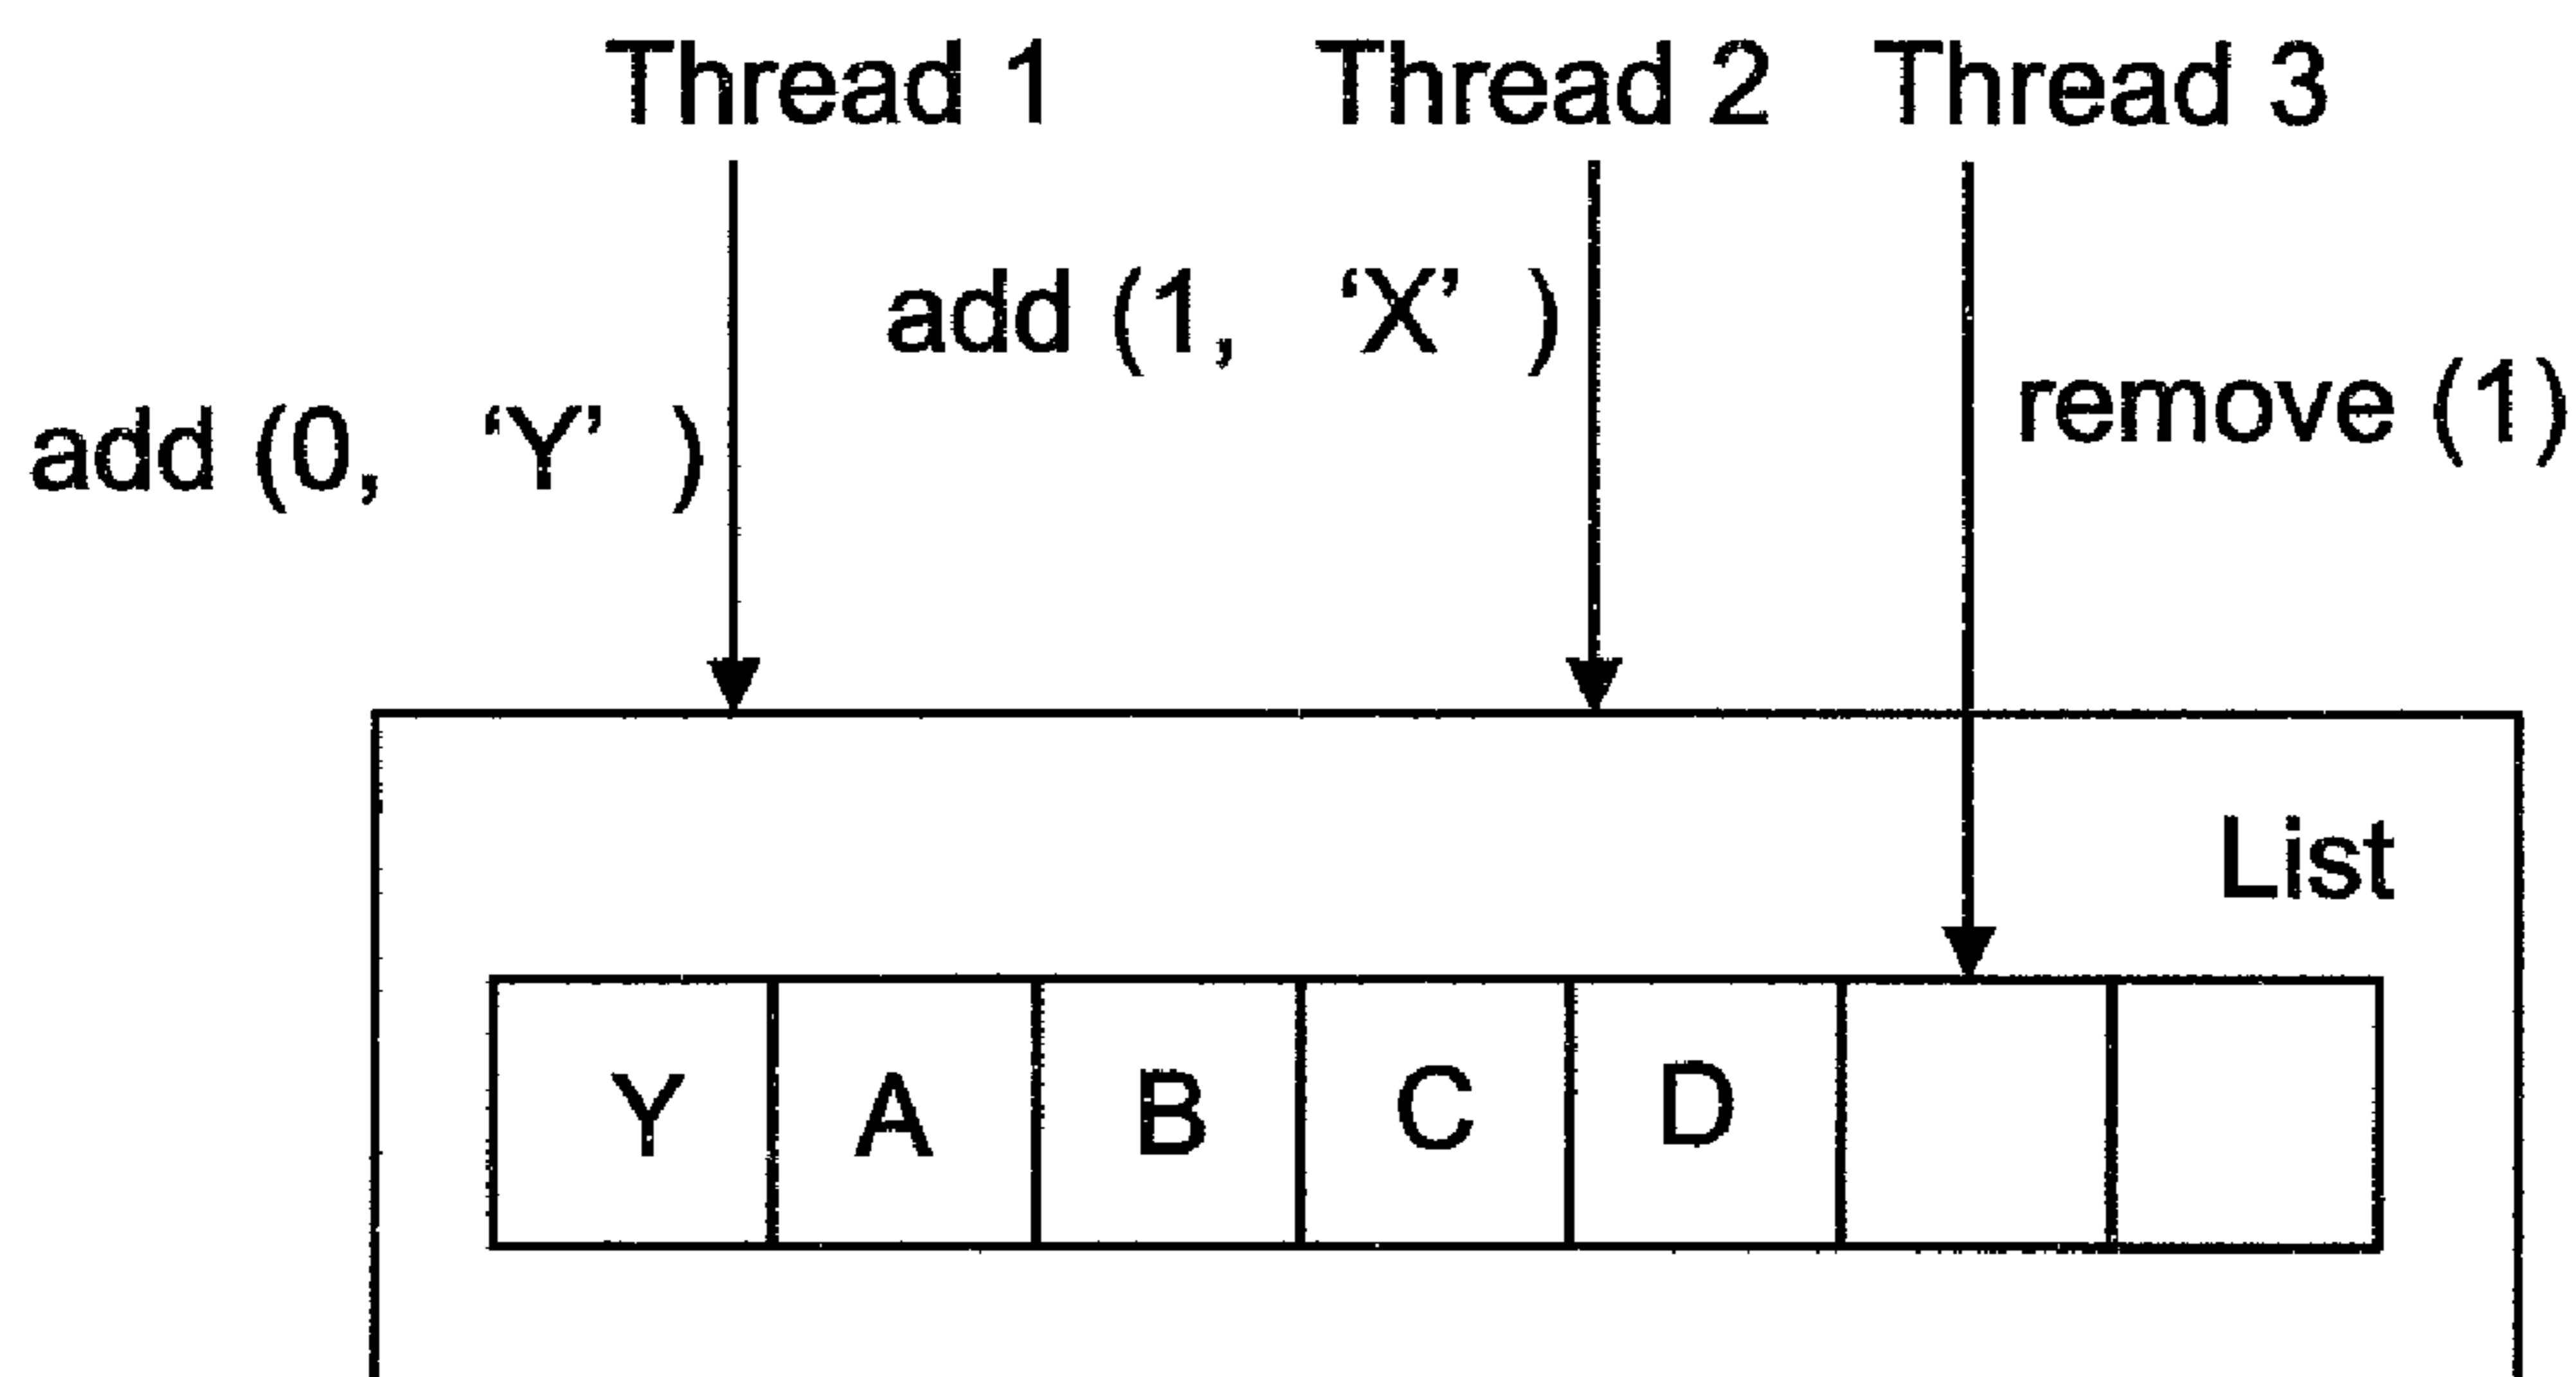 Thread 1 Thread 2 Thread 3
add (1, ‘X’ )
remove (1)
add (0, ‘Y’ )
List
Y A B C D